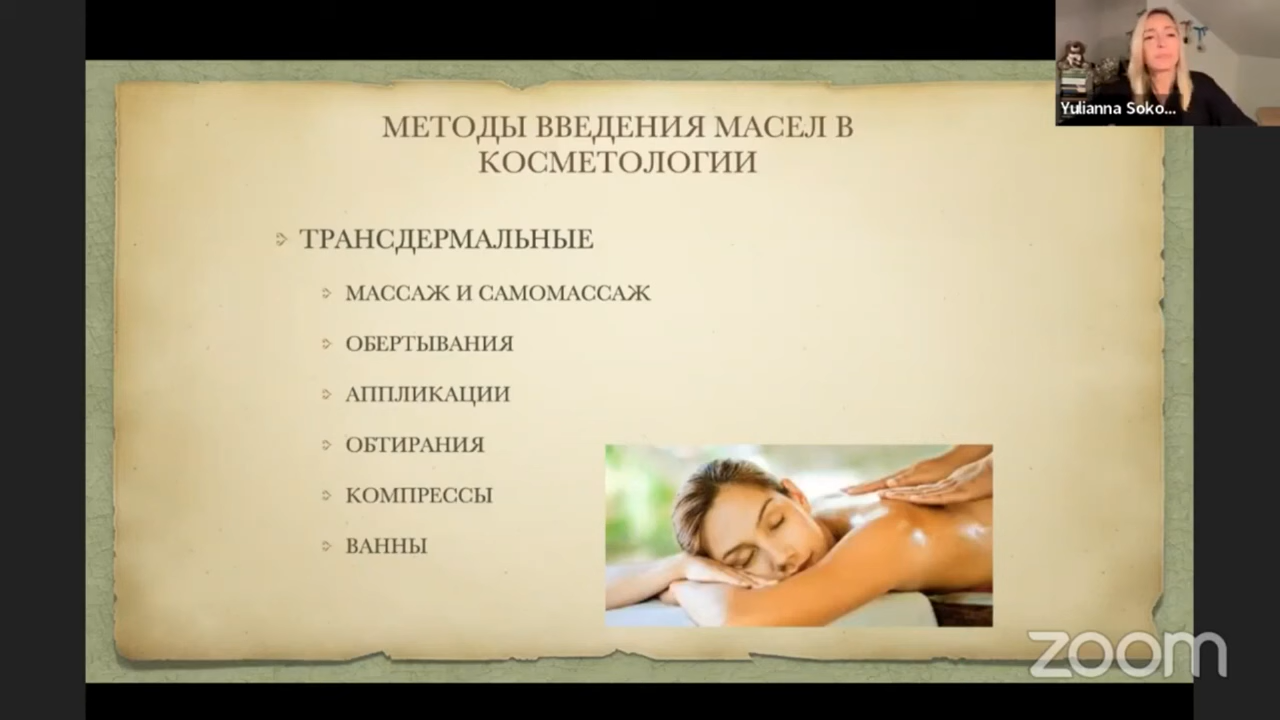 Yulianna Soko...
МЕТОДЫ ВВЕДЕНИЯ МАСЕЛ В
КОСМЕТОЛОГИИ
ТРАНСДЕРМАЛЬНЫЕ
МАССАЖ И САМОМАССАЖ
ОБЕРТЫВАНИЯ
АППЛИКАЦИИ
ОБТИРАНИЯ
КОМПРЕССЫ
ВАННЫ
zoom